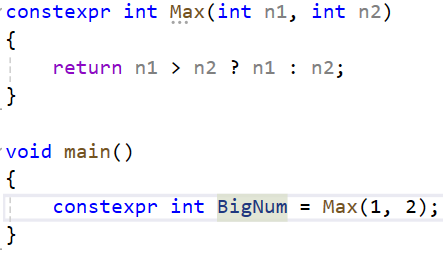 constexpr int Max(int n1, int n2)
{
return n1 > n2 ? n1 : n2;
}
void main()
{
constexpr int BigNum = Max(1, 2);
}